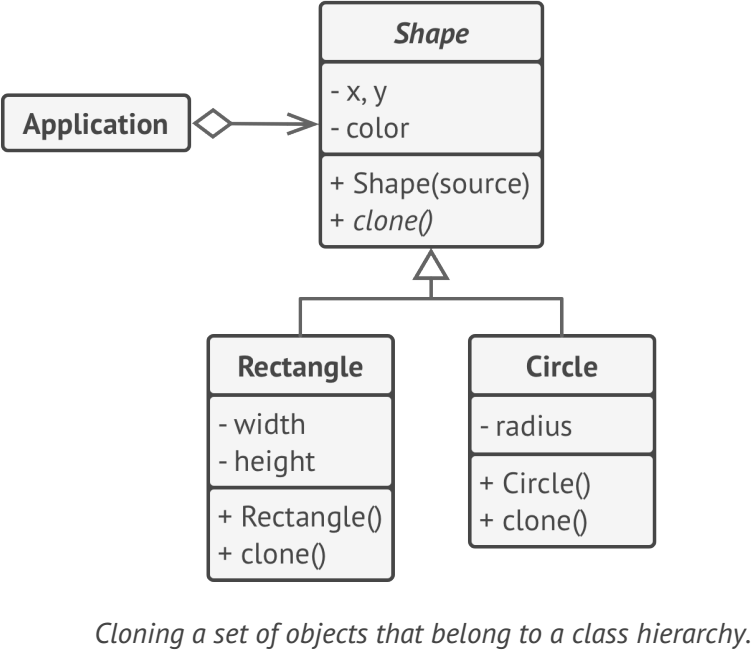 Shape
- x, y
- color
+ Shape(source)
+ clone()
Application
Rectangle
- width
- height
+ Rectangle()
+ clone()
Circle
- radius
+ Circle()
+ clone()
Cloning a set of objects that belong to a class hierarchy.